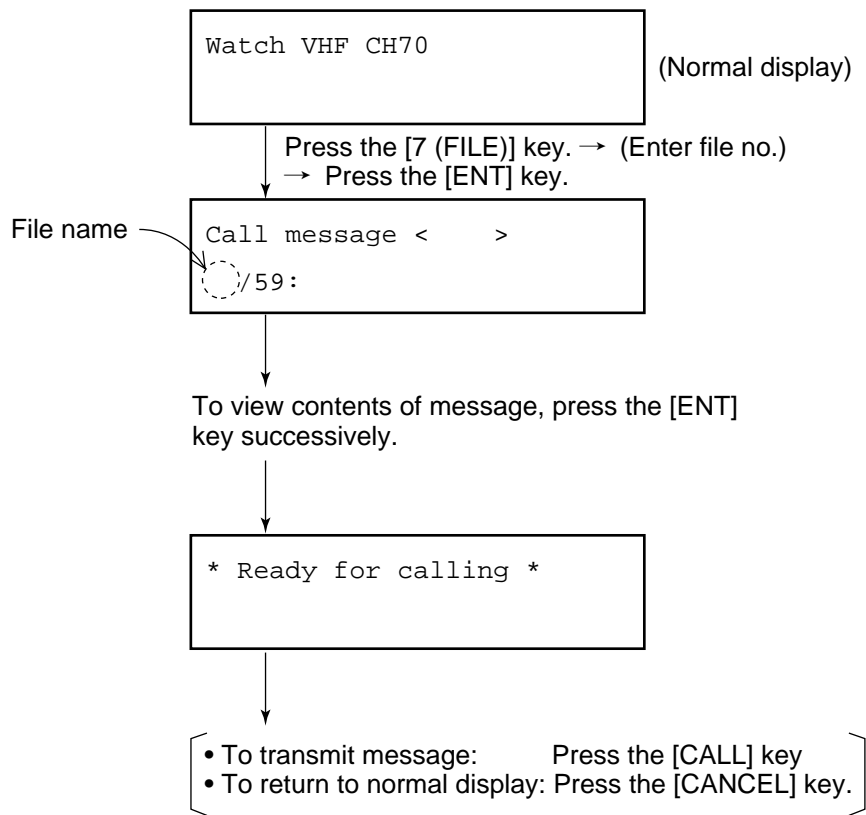 Watch VHF CH70
(Normal display)
Press the [7 (FILE)] key. → (Enter file no.)
→ Press the [ENT] key.
File name
Call message < >
/59:
To view contents of message, press the [ENT]
key successively.
* Ready for calling *
• To transmit message: Press the [CALL] key
• To return to normal display: Press the [CANCEL] key.